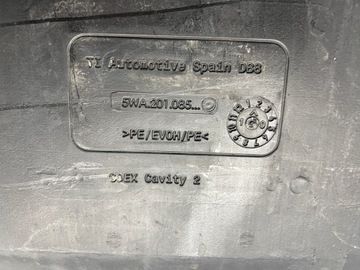 TI Automotive Spain D88
5WA.201.085...
>PE/EVOH/PE<
COEX Cavity 2